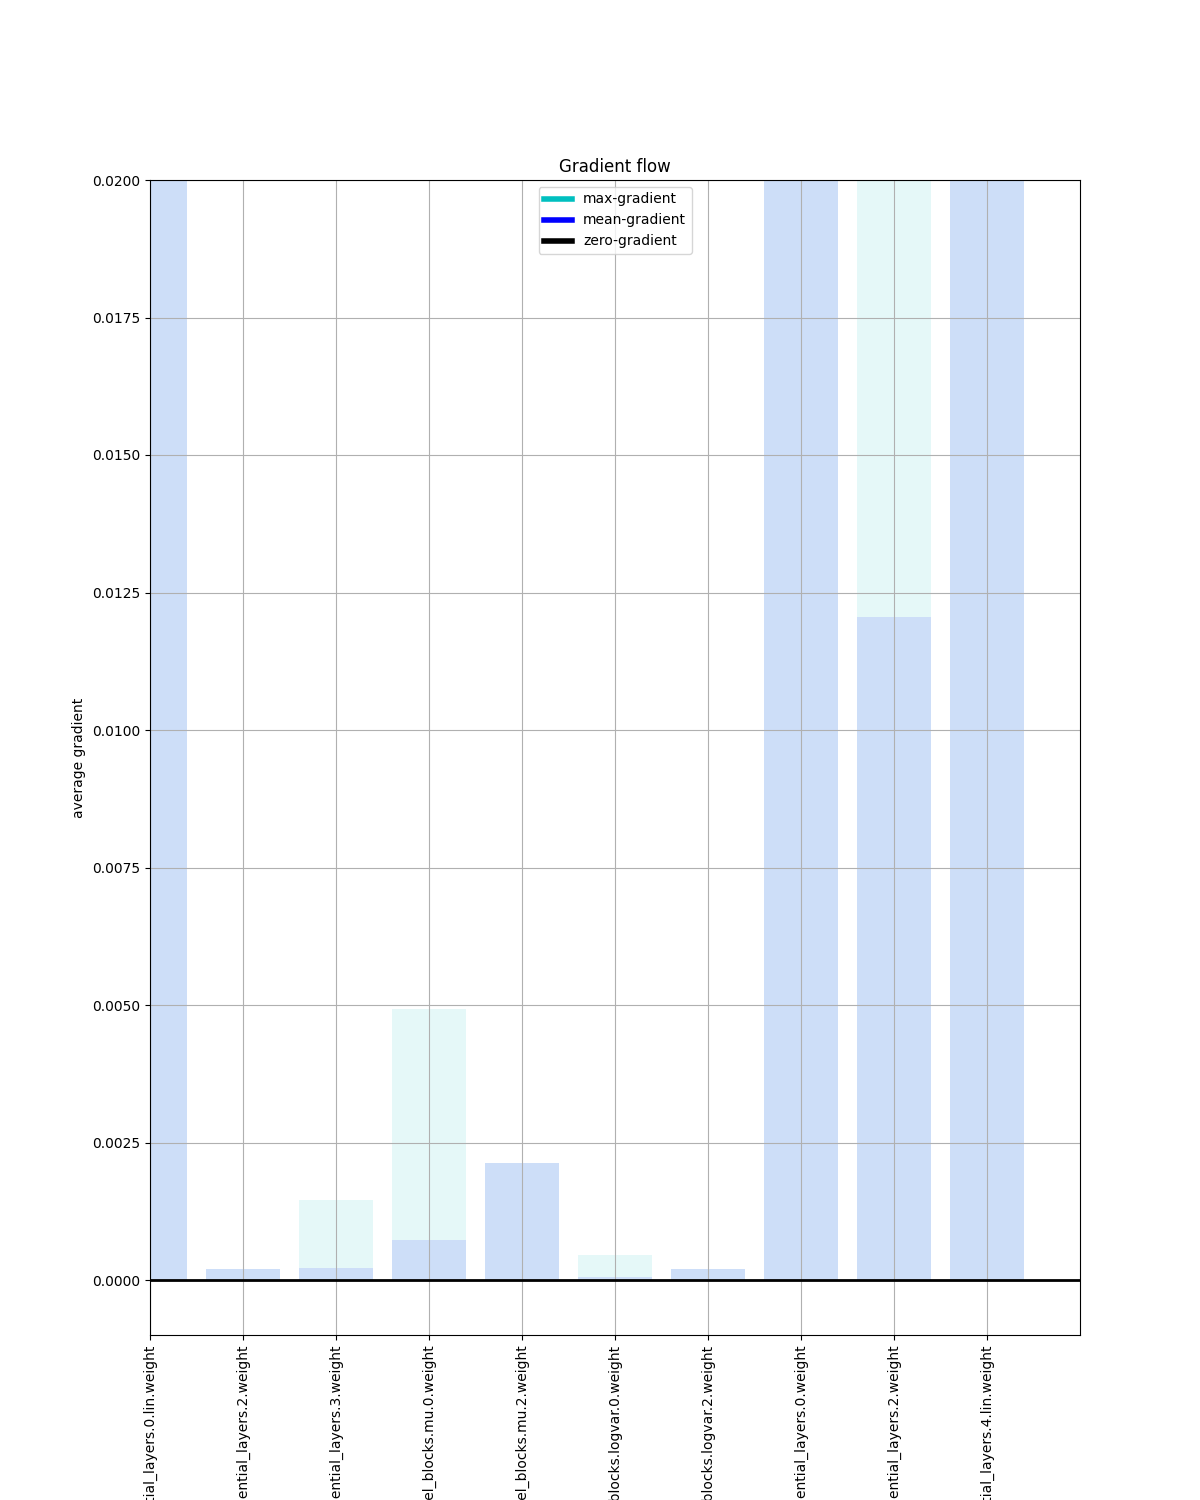 Gradient flow
max-gradient
mean-gradient
zero-gradient
0.0200
0.0175
0.0150
0.0125
0.0100
0.0075
0.0050
0.0025
0.0000
average gradient
tial_layers.0.lin.weight
ential_layers.2.weight
ential_layers.3.weight
el_blocks.mu.0.weight
el_blocks.mu.2.weight
blocks.logvar.0.weight
blocks.logvar.2.weight
ential_layers.0.weight
ential_layers.2.weight
tial_layers.4.lin.weight